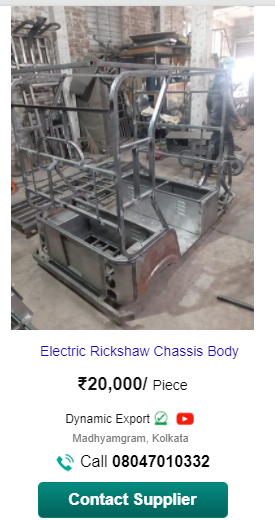 Electric Rickshaw Chassis Body
₹20,000/ Piece
Dynamic Export
Madhyamgram, Kolkata
Call 08047010332
Contact Supplier